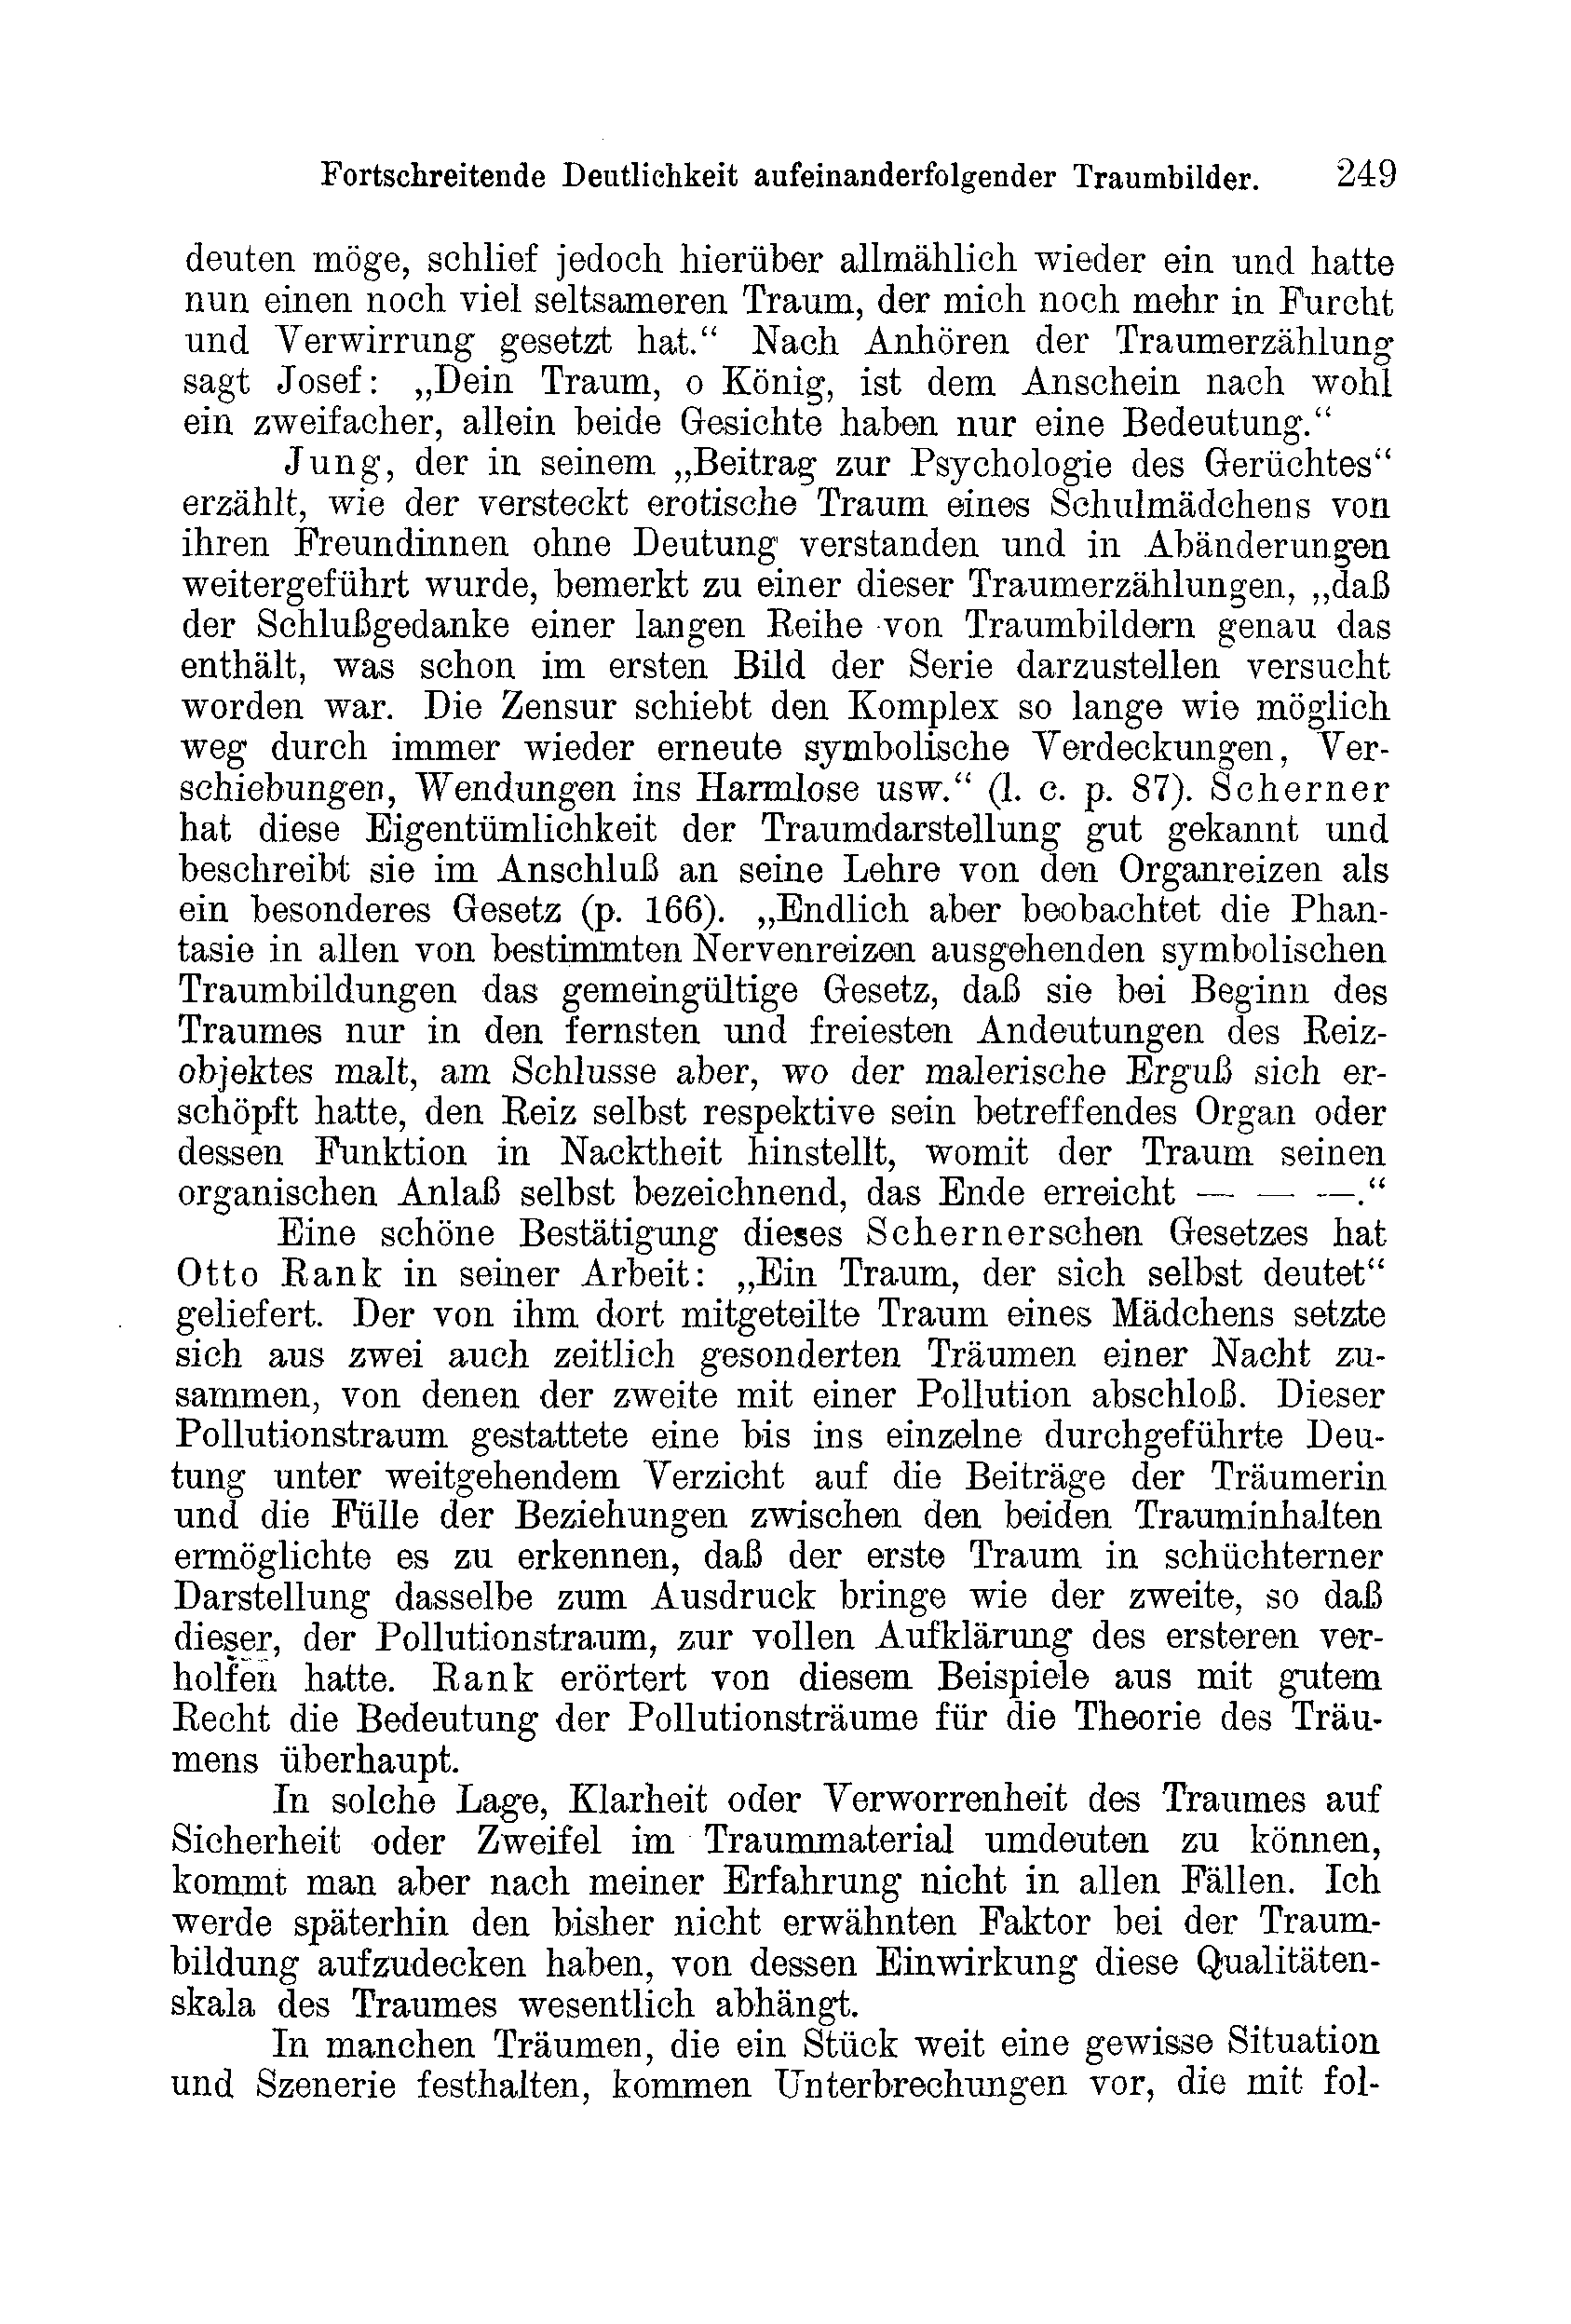 Fortschreitende Deutlichkeit aufeinanderfolgender Traumbilder. 249
deuten möge, schlief jedoch hierüber allmählich wieder ein und hatte
nun einen noch viel seltsameren Traum, der mich noch mehr in Furcht
und Verwirrung gesetzt hat.“ Nach Anhören der Traumerzählung
sagt Josef: „Dein Traum, o König, ist dem Anschein nach wohl
ein zweifacher, allein beide Gesichte haben nur eine Bedeutung.“
Jung, der in seinem „Beitrag zur Psychologie des Gerüchtes“
erzählt, wie der versteckt erotische Traum eines Schulmädchens von
ihren Freundinnen ohne Deutung verstanden und in Abänderungen
weitergeführt wurde, bemerkt zu einer dieser Traumerzählungen, „daß
der Schlußgedanke einer langen Reihe von Traumbildern genau das
enthält, was schon im ersten Bild der Serie darzustellen versucht
worden war. Die Zensur schiebt den Komplex so lange wie möglich
weg durch immer wieder erneute symbolische Verdeckungen, Ver-
schiebungen, Wendungen ins Harmlose usw.“ (l. c. p. 87). Scherner
hat diese Eigentümlichkeit der Traumdarstellung gut gekannt und
beschreibt sie im Anschluß an seine Lehre von den Organreizen als
ein besonderes Gesetz (p. 166). „Endlich aber beobachtet die Phan-
tasie in allen von bestimmten Nervenreizen ausgehenden symbolischen
Traumbildungen das gemeingültige Gesetz, daß sie bei Beginn des
Traumes nur in den fernsten und freiesten Andeutungen des Reiz-
objektes malt, am Schlusse aber, wo der malerische Erguß sich er-
schöpft hatte, den Reiz selbst respektive sein betreffendes Organ oder
dessen Funktion in Nacktheit hinstellt, womit der Traum seinen
organischen Anlaß selbst bezeichnend, das Ende erreicht — — —.“
Eine schöne Bestätigung dieses Schernerschen Gesetzes hat
Otto Rank in seiner Arbeit: „Ein Traum, der sich selbst deutet“
geliefert. Der von ihm dort mitgeteilte Traum eines Mädchens setzte
sich aus zwei auch zeitlich gesonderten Träumen einer Nacht zu-
sammen, von denen der zweite mit einer Pollution abschloß. Dieser
Pollutionstraum gestattete eine bis ins einzelne durchgeführte Deu-
tung unter weitgehendem Verzicht auf die Beiträge der Träumerin
und die Fülle der Beziehungen zwischen den beiden Trauminhalten
ermöglichte es zu erkennen, daß der erste Traum in schüchterner
Darstellung dasselbe zum Ausdruck bringe wie der zweite, so daß
dieser, der Pollutionstraum, zur vollen Aufklärung des ersteren ver-
holfen hatte. Rank erörtert von diesem Beispiele aus mit gutem
Recht die Bedeutung der Pollutionsträume für die Theorie des Träu-
mens überhaupt.
In solche Lage, Klarheit oder Verworrenheit des Traumes auf
Sicherheit oder Zweifel im Traummaterial umdeuten zu können,
kommt man aber nach meiner Erfahrung nicht in allen Fällen. Ich
werde späterhin den bisher nicht erwähnten Faktor bei der Traum-
bildung aufzudecken haben, von dessen Einwirkung diese Qualitäten-
skala des Traumes wesentlich abhängt.
In manchen Träumen, die ein Stück weit eine gewisse Situation
und Szenerie festhalten, kommen Unterbrechungen vor, die mit fol-